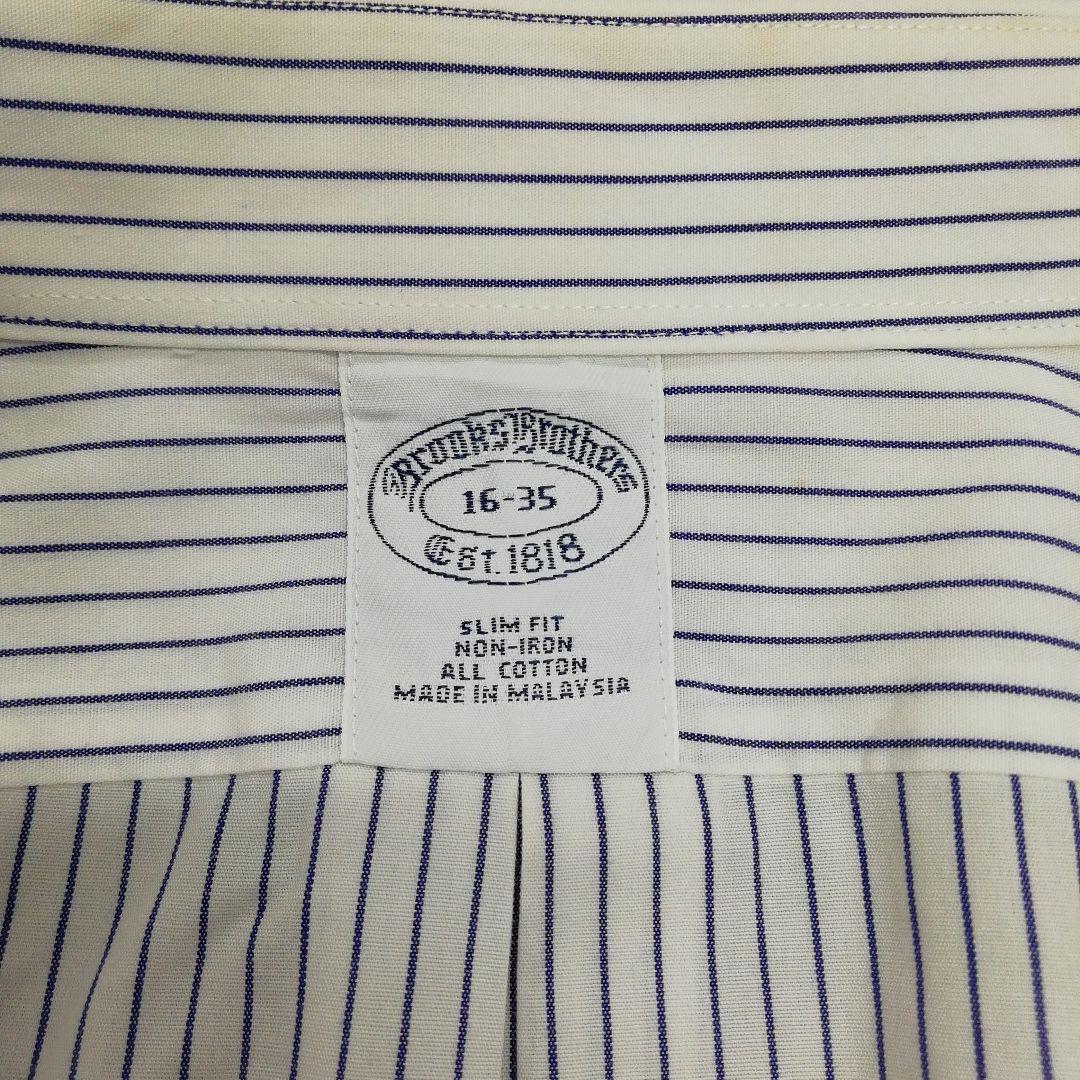 Brooks Brothers
16-35
Est. 1818
SLIM FIT
NON-IRON
ALL COTTON
MADE IN MALAYSIA